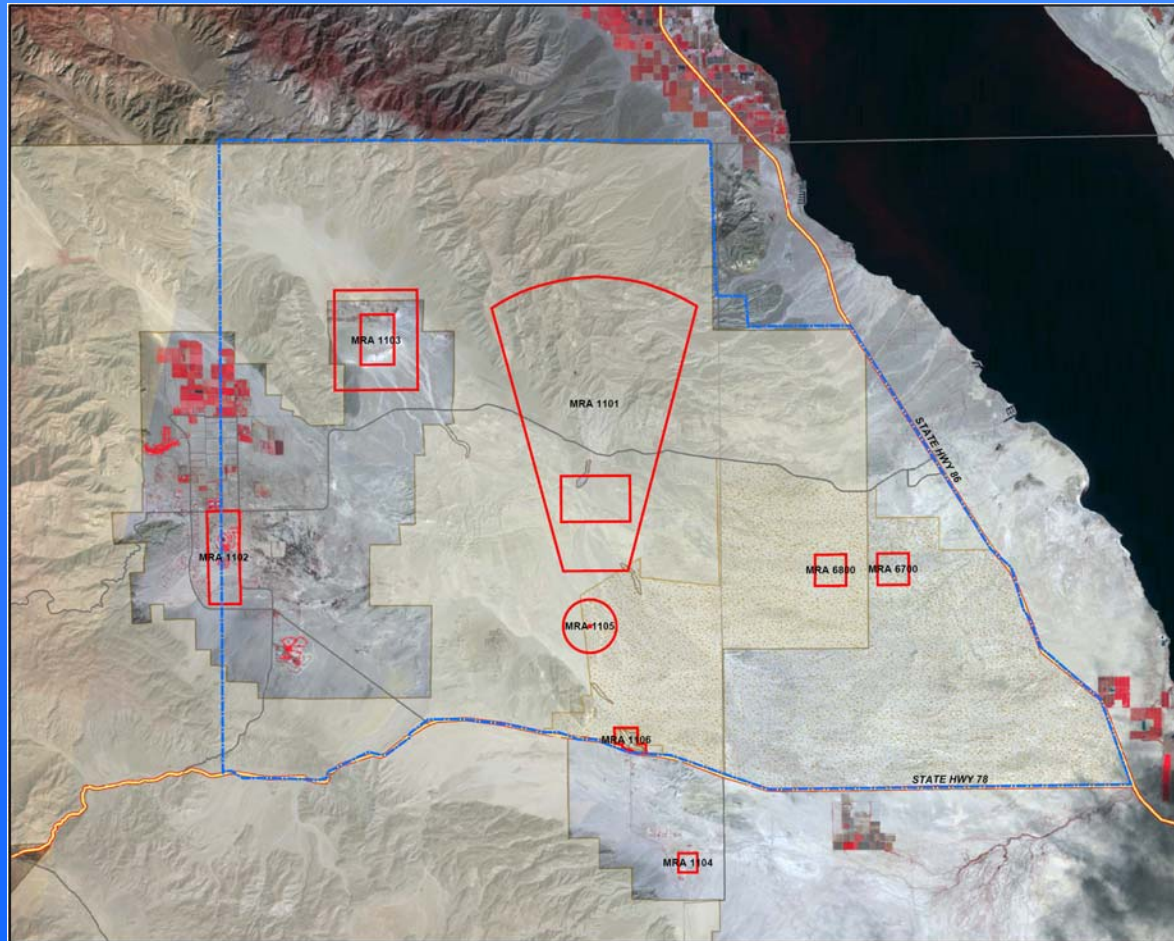 MRA 1103
MRA 1101
STATE HWY 86
MRA 1102
MRA 6800
MRA 6700
MRA 1105
MRA 1106
STATE HWY 78
MRA 1104